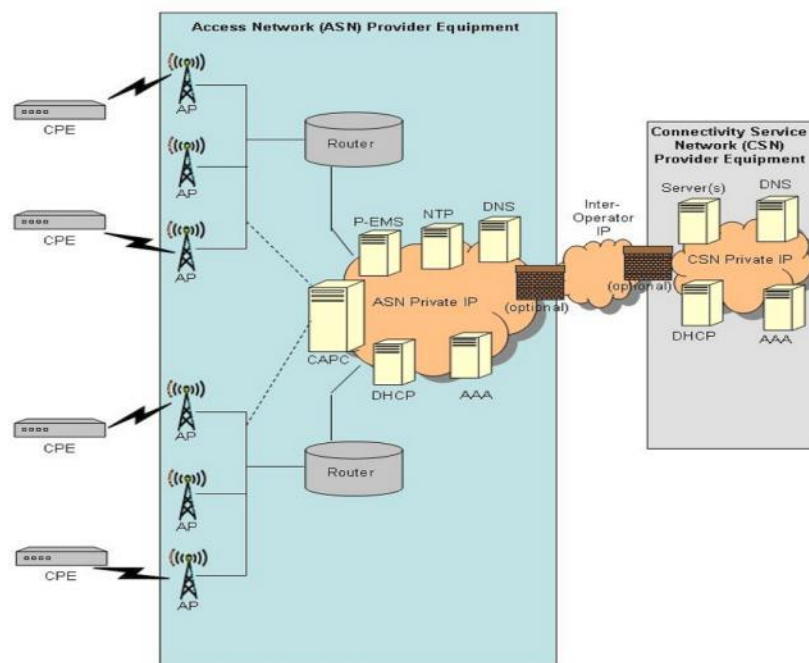 Access Network (ASN) Provider Equipment
AP
CPE
Router
AP
Connectivity Service
Network (CSN)
Provider Equipment
Server(s)
DNS
P-EMS
NTP
DNS
Inter-
Operator
IP
CPE
AP
ASN Private IP
CSN Private IP
(optional)
(optional)
CAPC
DHCP
AAA
DHCP
AAA
AP
CPE
Router
AP
CPE
AP